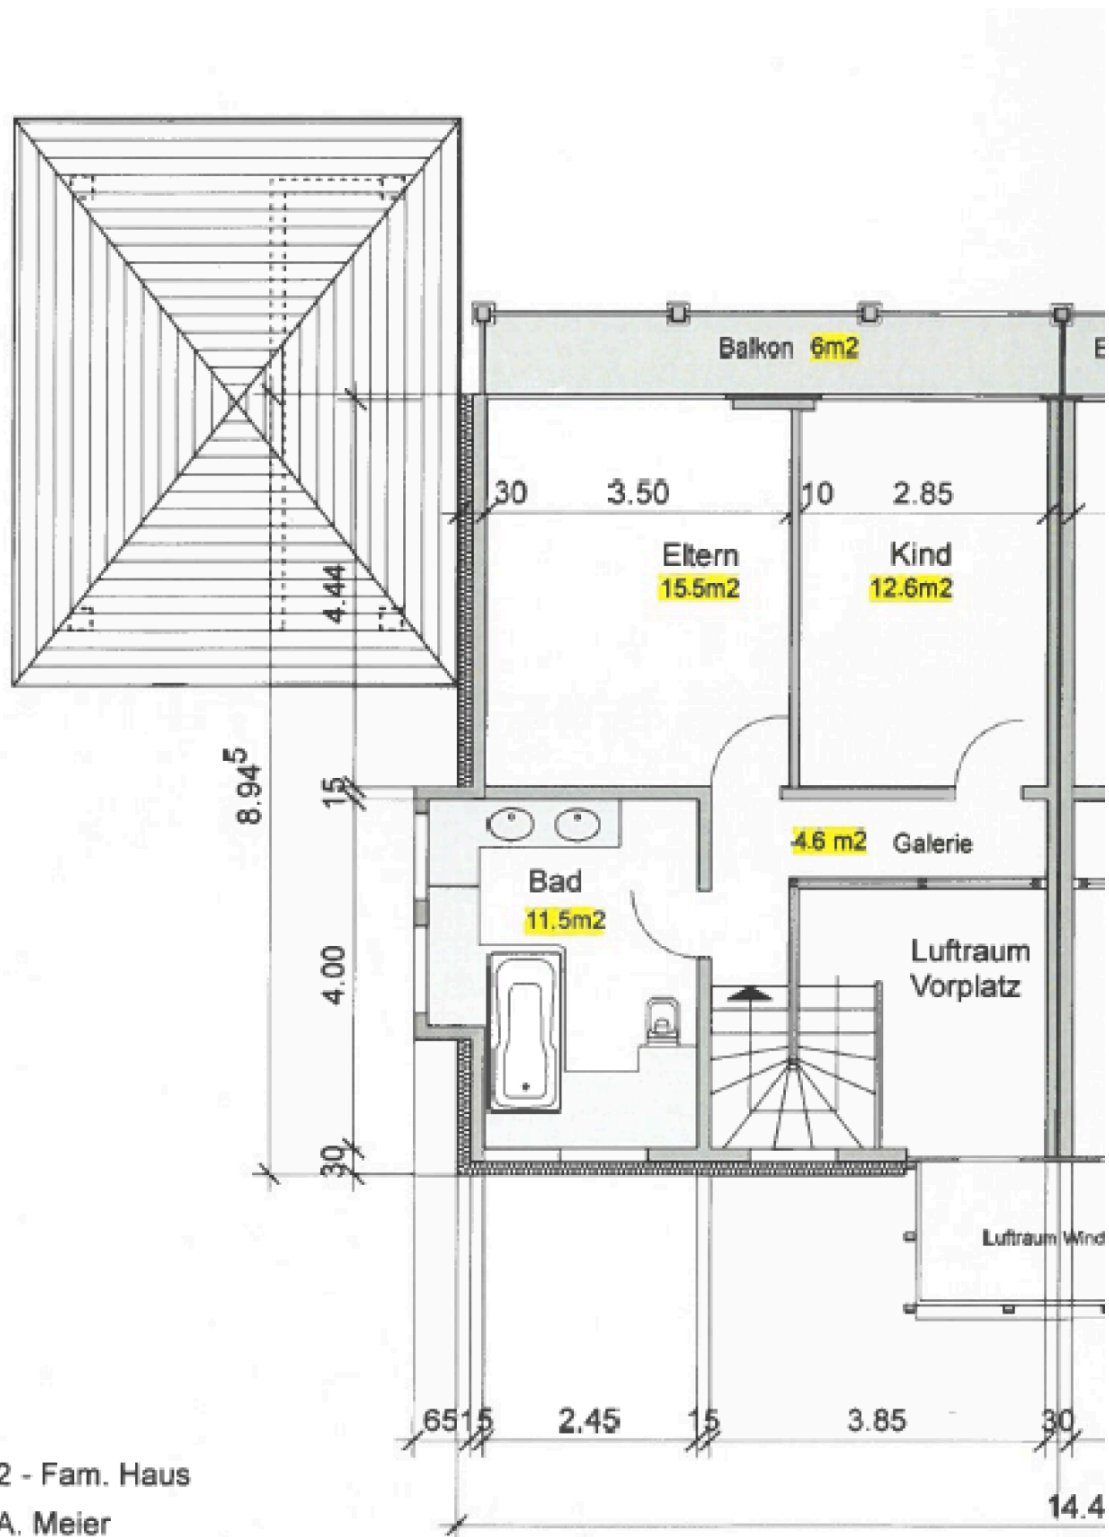 Balkon 6m2
30 3.50 10 2.85
Eltern Kind
15.5m2 12.6m2
4.44
8.94⁵
15
4.6 m2 Galerie
Bad
11.5m2
Luftraum
Vorplatz
4.00
30
Luftraum
65 15 2.45 15 3.85 30
2 - Fam. Haus
14.4
A. Meier